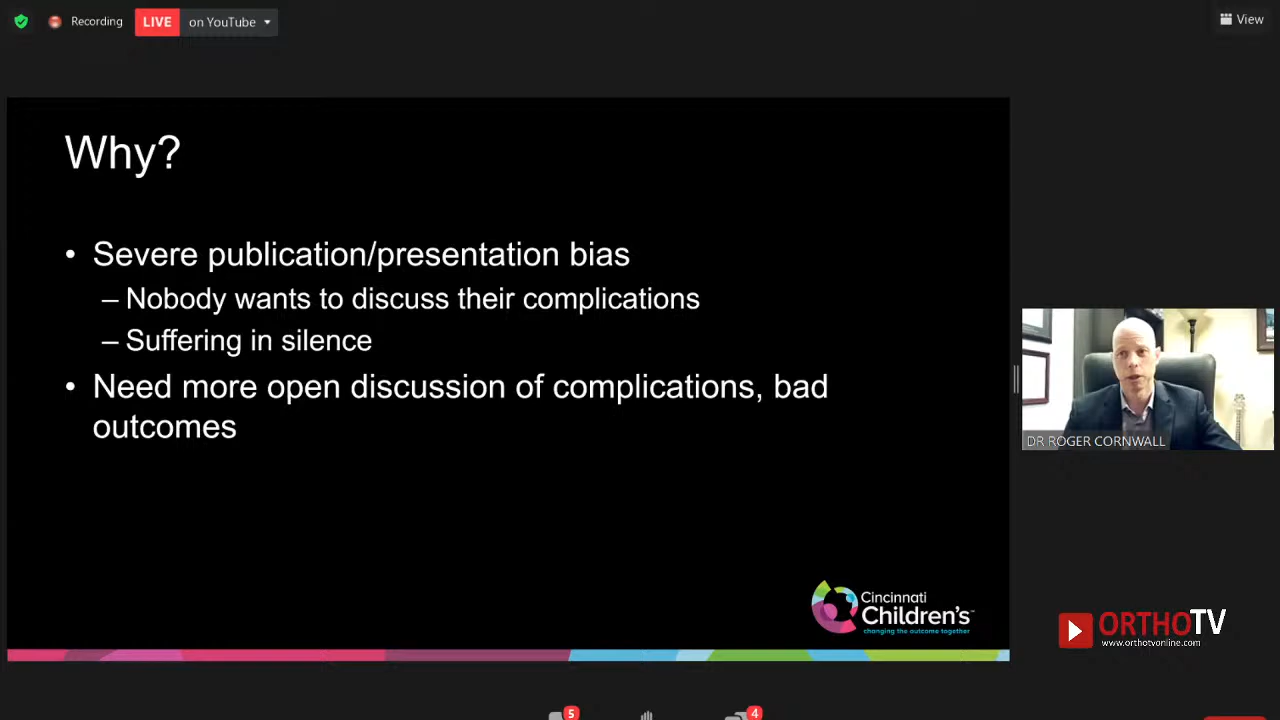 Recording
LIVE on YouTube
View
Why?
• Severe publication/presentation bias
– Nobody wants to discuss their complications
– Suffering in silence
• Need more open discussion of complications, bad
outcomes
DR ROGER CORNWALL
Cincinnati
Children's™
changing the outcome together
ORTHOTV
www.orthotvonline.com
5
4